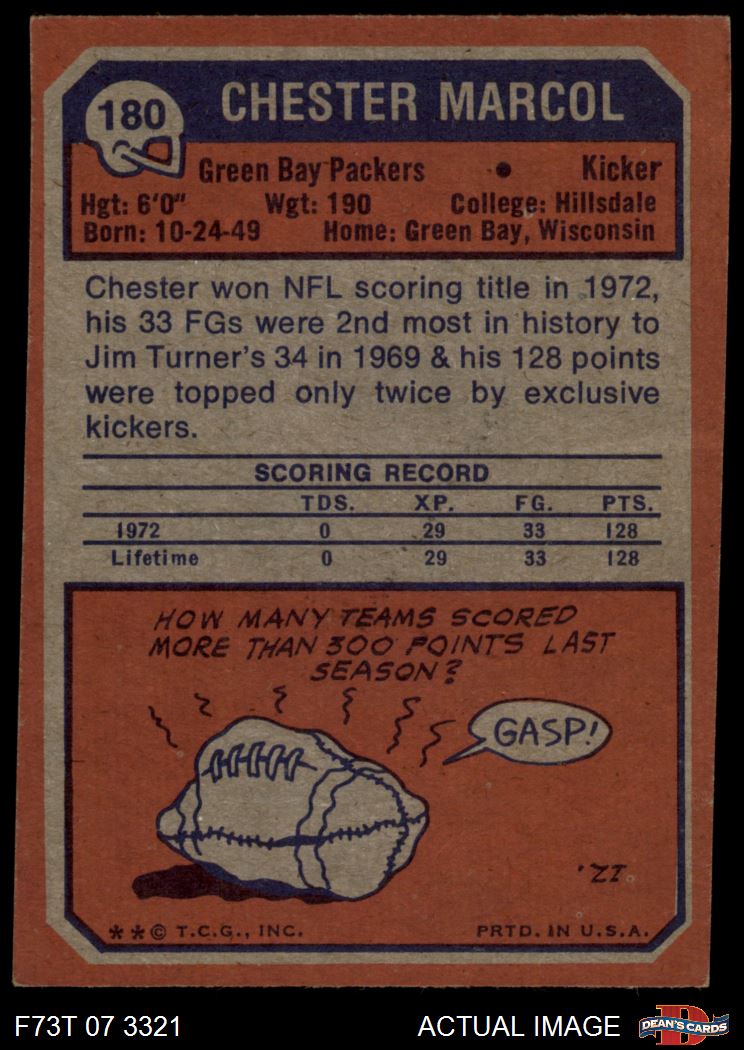 180
CHESTER MARCOL
Green Bay Packers • Kicker
Hgt: 6'0" Wgt: 190 College: Hillsdale
Born: 10-24-49 Home: Green Bay, Wisconsin
Chester won NFL scoring title in 1972,
his 33 FGs were 2nd most in history to
Jim Turner's 34 in 1969 & his 128 points
were topped only twice by exclusive
kickers.
SCORING RECORD
TDS. XP. FG. PTS.
1972 0 29 33 128
Lifetime 0 29 33 128
HOW MANY TEAMS SCORED
MORE THAN 300 POINTS LAST
SEASON?
GASP!
'ZI.
**© T.C.G., INC. PRTD. IN U.S.A.
F73T 07 3321 ACTUAL IMAGE
D
DEAN'S CARDS